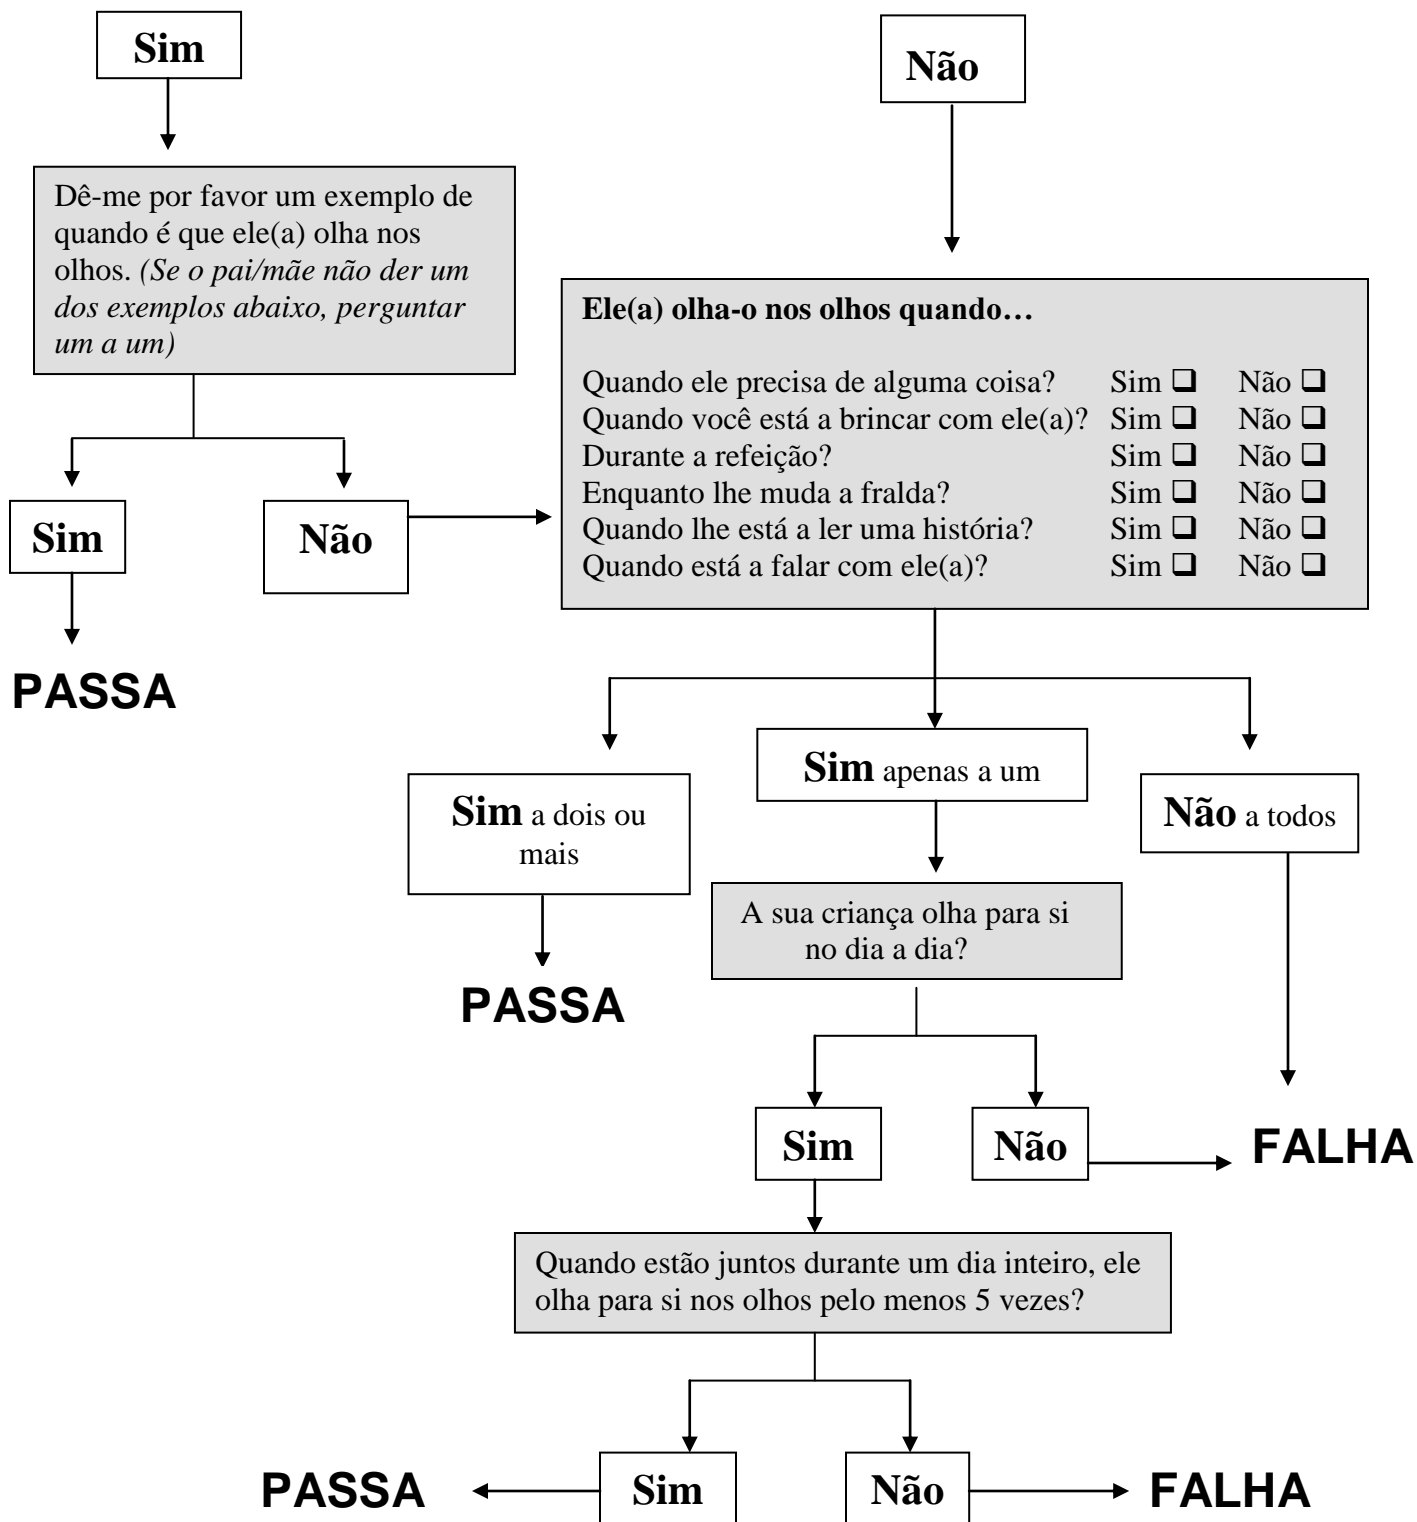 Sim
Não
Dê-me por favor um exemplo de
quando é que ele(a) olha nos
olhos. (Se o pai/mãe não der um
dos exemplos abaixo, perguntar
um a um)
Ele(a) olha-o nos olhos quando…
Quando ele precisa de alguma coisa? Sim ❑ Não ❑
Quando você está a brincar com ele(a)? Sim ❑ Não ❑
Durante a refeição? Sim ❑ Não ❑
Enquanto lhe muda a fralda? Sim ❑ Não ❑
Quando lhe está a ler uma história? Sim ❑ Não ❑
Quando está a falar com ele(a)? Sim ❑ Não ❑
Sim
Não
PASSA
Sim a dois ou
mais
Sim apenas a um
Não a todos
PASSA
A sua criança olha para si
no dia a dia?
Sim
Não
FALHA
Quando estão juntos durante um dia inteiro, ele
olha para si nos olhos pelo menos 5 vezes?
PASSA
Sim
Não
FALHA